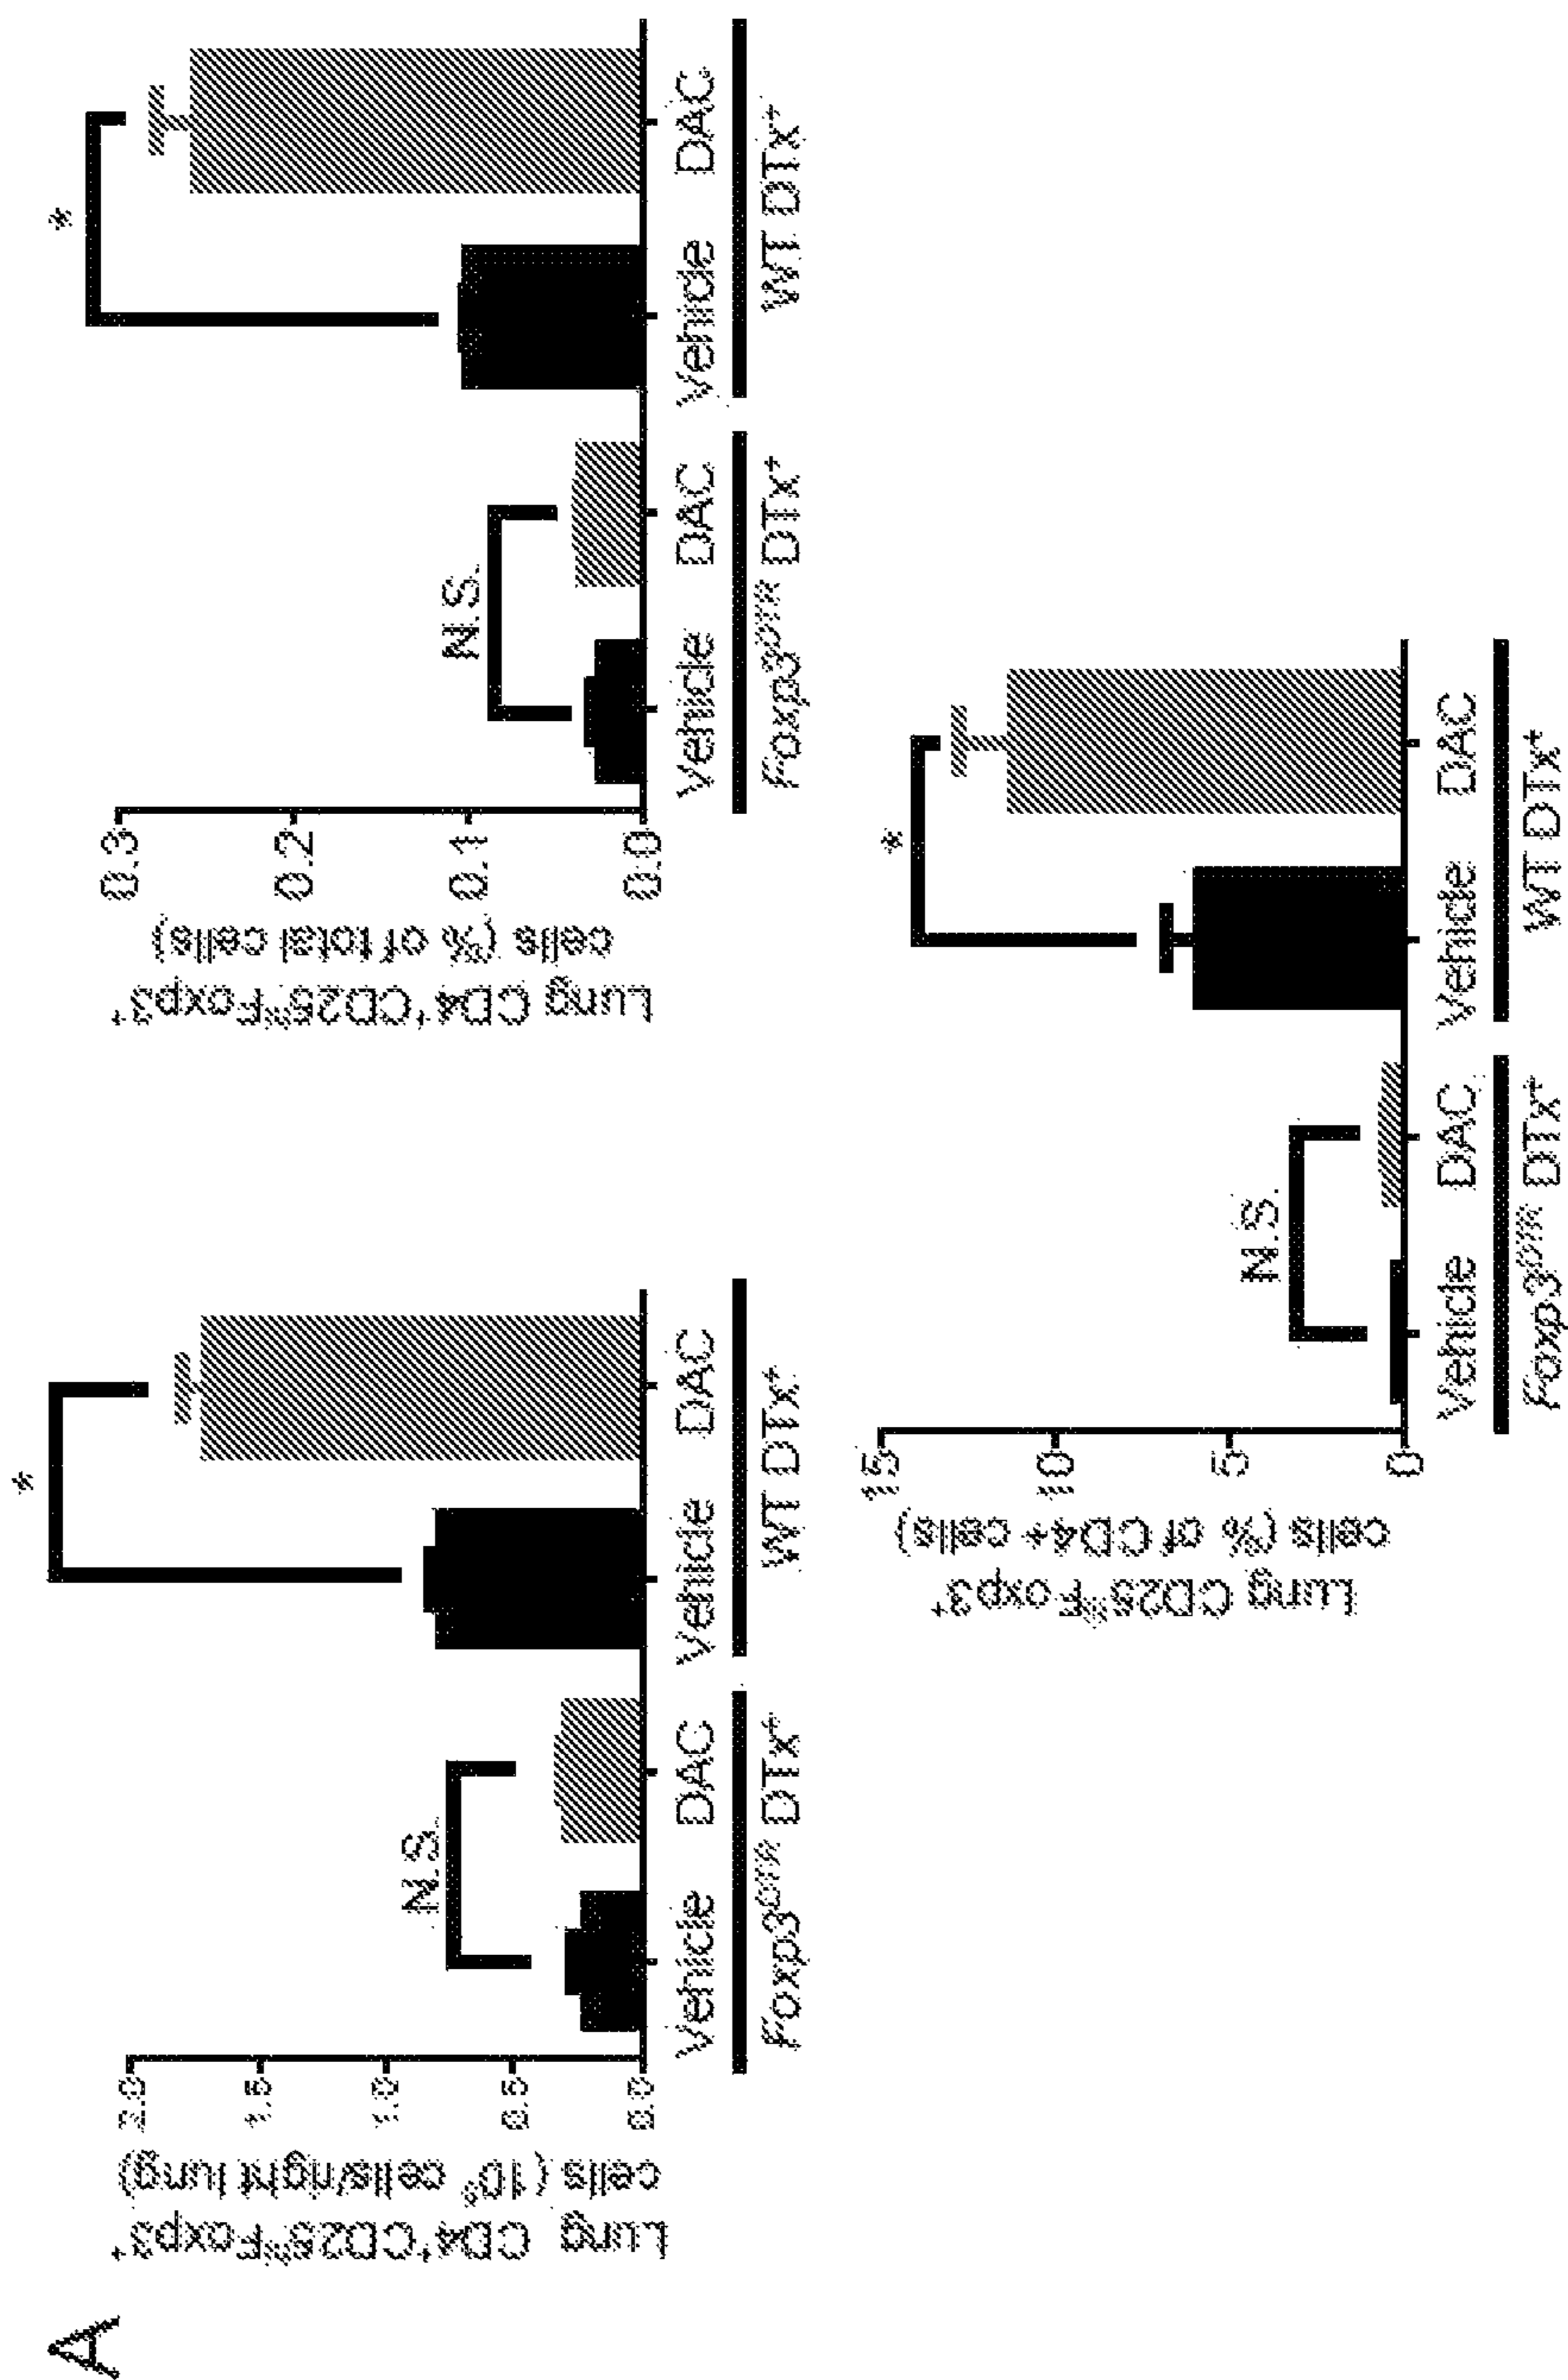 A
Lung CD4⁺CD25ʰⁱFoxp3⁺
cells (10⁵ cells/right lung)
2.0
1.5
1.0
0.5
0.0
N.S.
*
Vehicle DAC Vehicle DAC
Foxp3ᴰᵀᴿ DTx⁺ WT DTx⁺
Lung CD4⁺CD25ʰⁱFoxp3⁺
cells (% of total cells)
0.3
0.2
0.1
0.0
N.S.
*
Vehicle DAC Vehicle DAC
Foxp3ᴰᵀᴿ DTx⁺ WT DTx⁺
Lung CD25ʰⁱFoxp3⁺
cells (% of CD4+ cells)
15
10
5
0
N.S.
*
Vehicle DAC Vehicle DAC
Foxp3ᴰᵀᴿ DTx⁺ WT DTx⁺